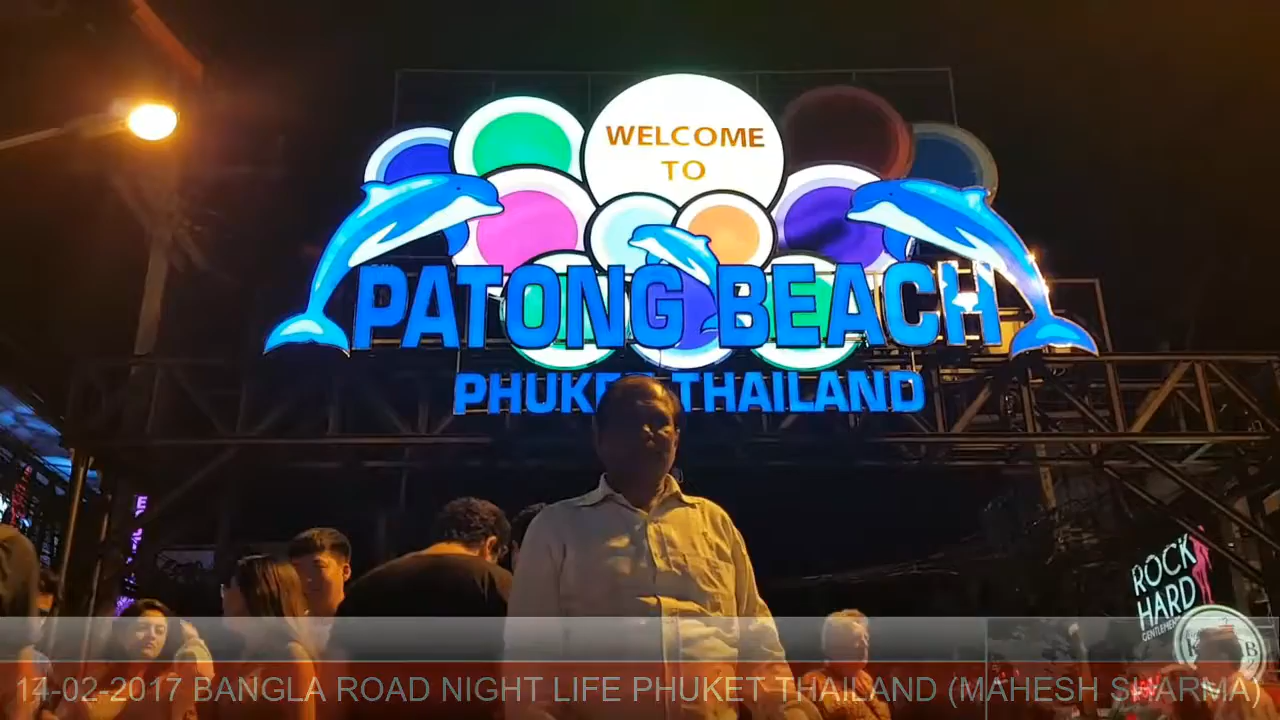 WELCOME
TO
PATONG BEACH
PHUKET THAILAND
ROCK
HARD
GENTLEMEN
14-02-2017 BANGLA ROAD NIGHT LIFE PHUKET THAILAND (MAHESH SHARMA)